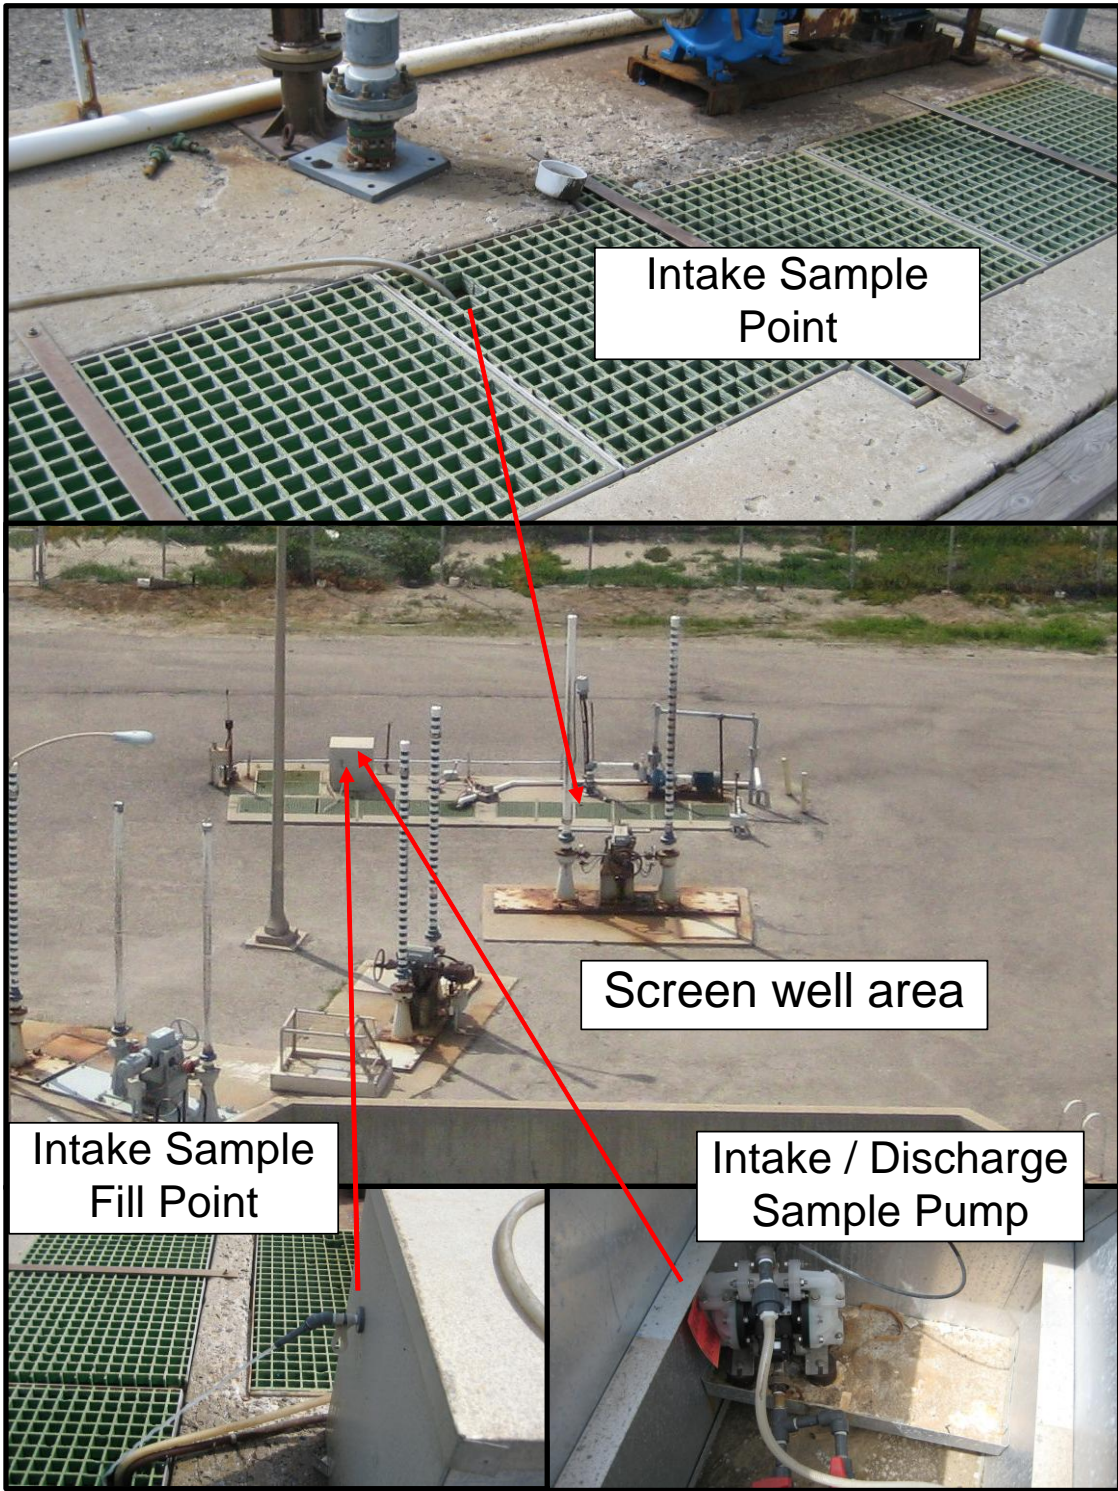 Intake Sample
Point
Screen well area
Intake Sample
Fill Point
Intake / Discharge
Sample Pump